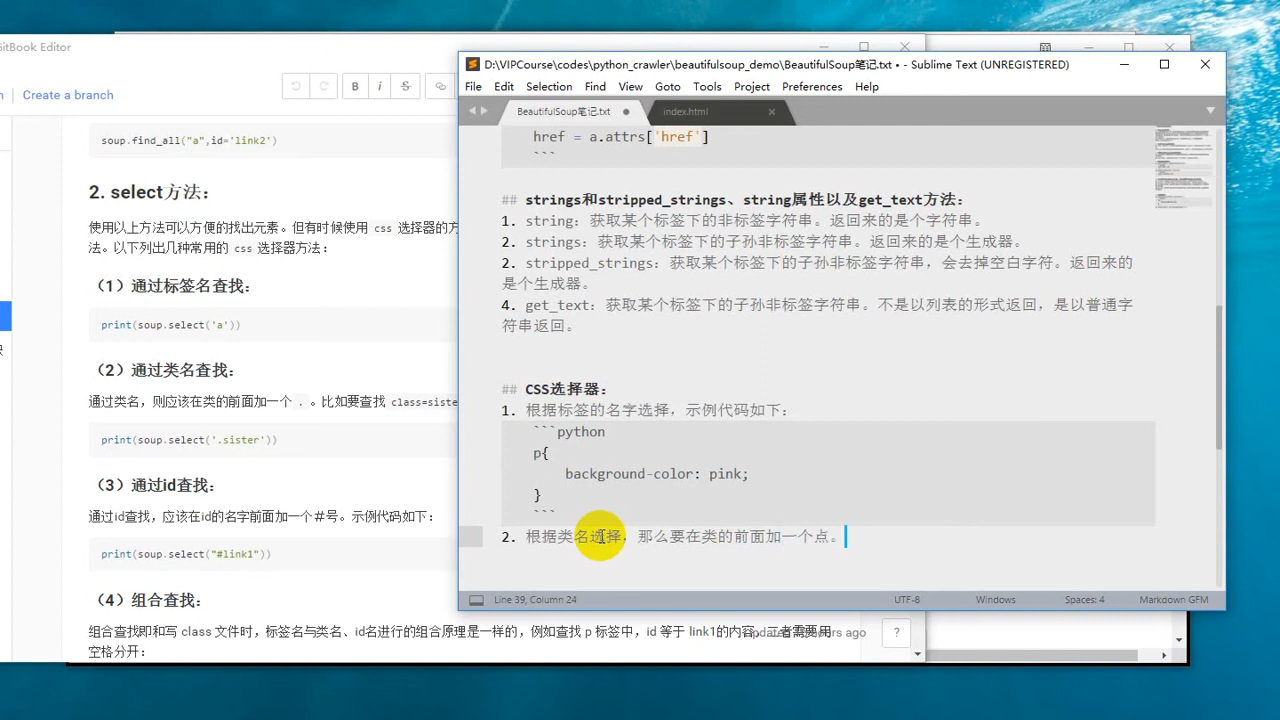 itBook Editor
Create a branch
B
i
S
soup.find_all("a",id='link2')
2. select方法：
使用以上方法可以方便的找出元素。但有时候使用 css 选择器的方
法。以下列出几种常用的 css 选择器方法：
（1）通过标签名查找：
print(soup.select('a'))
（2）通过类名查找：
通过类名，则应该在类的前面加一个 . 。比如要查找 class=siste
print(soup.select('.sister'))
（3）通过id查找：
通过id查找，应该在id的名字前面加一个＃号。示例代码如下：
print(soup.select("#link1"))
（4）组合查找：
组合查找即和写 class 文件时，标签名与类名、id名进行的组合原理是一样的，例如查找 p 标签中，id 等于 link1的内容，二者需要用
空格分开：
?
D:\VIPCourse\codes\python_crawler\beautifulsoup_demo\BeautifulSoup笔记.txt • - Sublime Text (UNREGISTERED)
File Edit Selection Find View Goto Tools Project Preferences Help
BeautifulSoup笔记.txt
index.html
href = a.attrs['href']
```
## strings和stripped_strings、string属性以及get_text方法：
1. string：获取某个标签下的非标签字符串。返回来的是个字符串。
2. strings：获取某个标签下的子孙非标签字符串。返回来的是个生成器。
2. stripped_strings：获取某个标签下的子孙非标签字符串，会去掉空白字符。返回来的
是个生成器。
4. get_text：获取某个标签下的子孙非标签字符串。不是以列表的形式返回，是以普通字
符串返回。
## CSS选择器：
1. 根据标签的名字选择，示例代码如下：
```python
p{
background-color: pink;
}
```
2. 根据类名选择，那么要在类的前面加一个点。
Line 39, Column 24
UTF-8
Windows
Spaces: 4
Markdown GFM